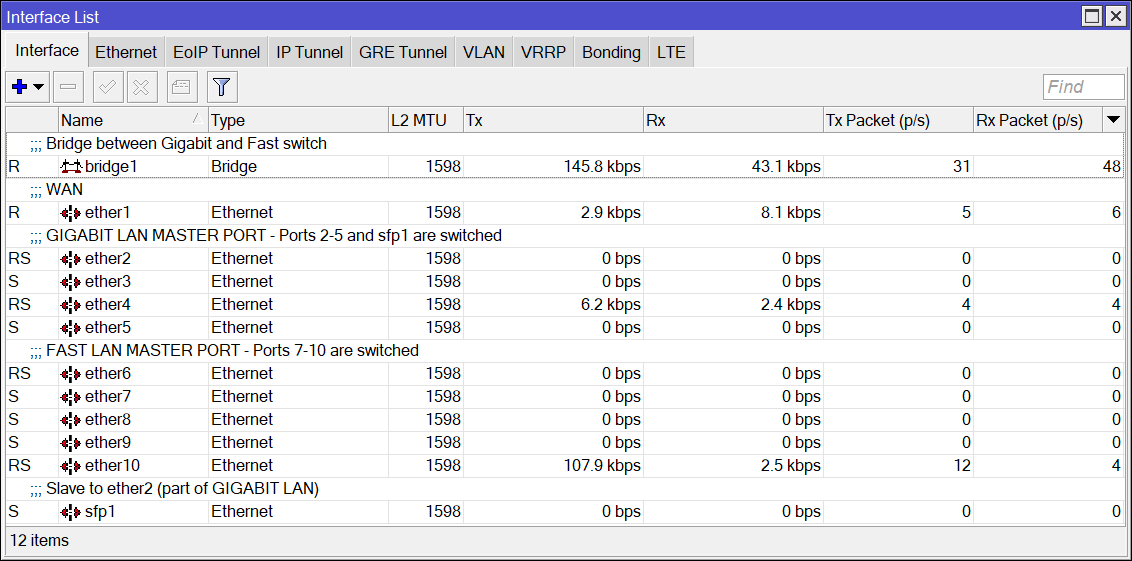 Interface List
Interface Ethernet EoIP Tunnel IP Tunnel GRE Tunnel VLAN VRRP Bonding LTE
Find
Name Type L2 MTU Tx Rx Tx Packet (p/s) Rx Packet (p/s)
;;; Bridge between Gigabit and Fast switch
R bridge1 Bridge 1598 145.8 kbps 43.1 kbps 31 48
;;; WAN
R ether1 Ethernet 1598 2.9 kbps 8.1 kbps 5 6
;;; GIGABIT LAN MASTER PORT - Ports 2-5 and sfp1 are switched
RS ether2 Ethernet 1598 0 bps 0 bps 0 0
S ether3 Ethernet 1598 0 bps 0 bps 0 0
RS ether4 Ethernet 1598 6.2 kbps 2.4 kbps 4 4
S ether5 Ethernet 1598 0 bps 0 bps 0 0
;;; FAST LAN MASTER PORT - Ports 7-10 are switched
RS ether6 Ethernet 1598 0 bps 0 bps 0 0
S ether7 Ethernet 1598 0 bps 0 bps 0 0
S ether8 Ethernet 1598 0 bps 0 bps 0 0
S ether9 Ethernet 1598 0 bps 0 bps 0 0
RS ether10 Ethernet 1598 107.9 kbps 2.5 kbps 12 4
;;; Slave to ether2 (part of GIGABIT LAN)
S sfp1 Ethernet 1598 0 bps 0 bps 0 0
12 items